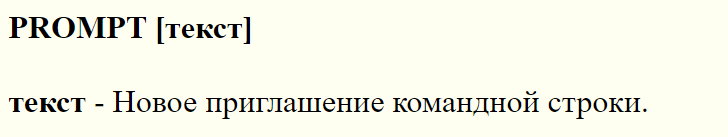 PROMPT [текст]
текст - Новое приглашение командной строки.